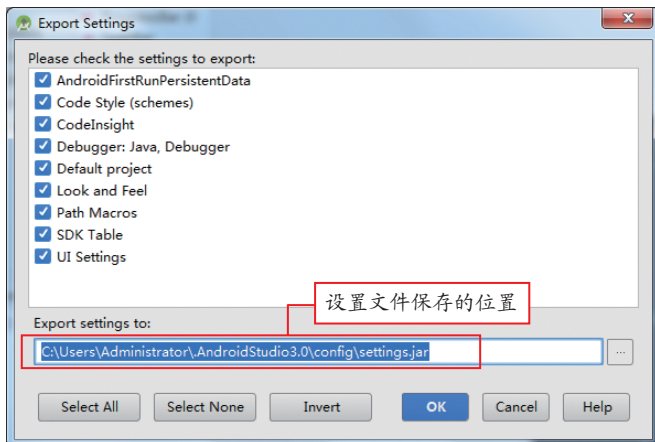 Export Settings
Please check the settings to export:
AndroidFirstRunPersistentData
Code Style (schemes)
CodeInsight
Debugger: Java, Debugger
Default project
Look and Feel
Path Macros
SDK Table
UI Settings
设置文件保存的位置
Export settings to:
C:\Users\Administrator\.AndroidStudio3.0\config\settings.jar
...
Select All Select None Invert OK Cancel Help